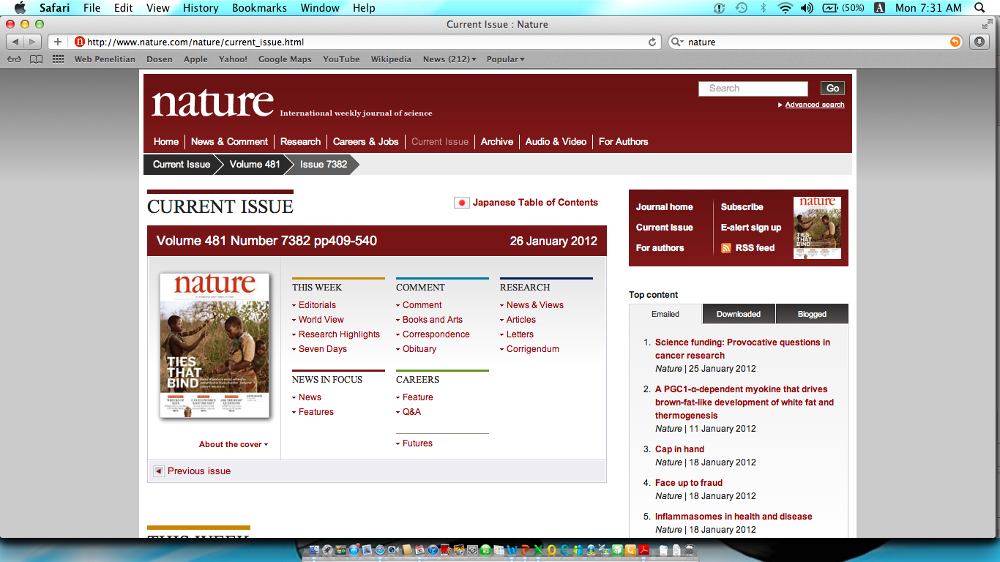 Safari File Edit View History Bookmarks Window Help (50%) A Mon 7:31 AM
Current Issue : Nature
http://www.nature.com/nature/current_issue.html nature
Web Penelitian Dosen Apple Yahoo! Google Maps YouTube Wikipedia News (212) Popular
nature International weekly journal of science
Search Go
Advanced search
Home News & Comment Research Careers & Jobs Current Issue Archive Audio & Video For Authors
Current Issue Volume 481 Issue 7382
CURRENT ISSUE
Japanese Table of Contents
Volume 481 Number 7382 pp409-540 26 January 2012
nature
TIES
THAT
BIND
About the cover
THIS WEEK
Editorials
World View
Research Highlights
Seven Days
COMMENT
Comment
Books and Arts
Correspondence
Obituary
RESEARCH
News & Views
Articles
Letters
Corrigendum
NEWS IN FOCUS
News
Features
CAREERS
Feature
Q&A
Futures
Previous issue
THIS WEEK
Journal home
Current issue
For authors
Subscribe
E-alert sign up
RSS feed
nature
TIES
THAT
BIND
Top content
Emailed Downloaded Blogged
1. Science funding: Provocative questions in
cancer research
Nature | 25 January 2012
2. A PGC1-α-dependent myokine that drives
brown-fat-like development of white fat and
thermogenesis
Nature | 11 January 2012
3. Cap in hand
Nature | 18 January 2012
4. Face up to fraud
Nature | 18 January 2012
5. Inflammasomes in health and disease
Nature | 18 January 2012